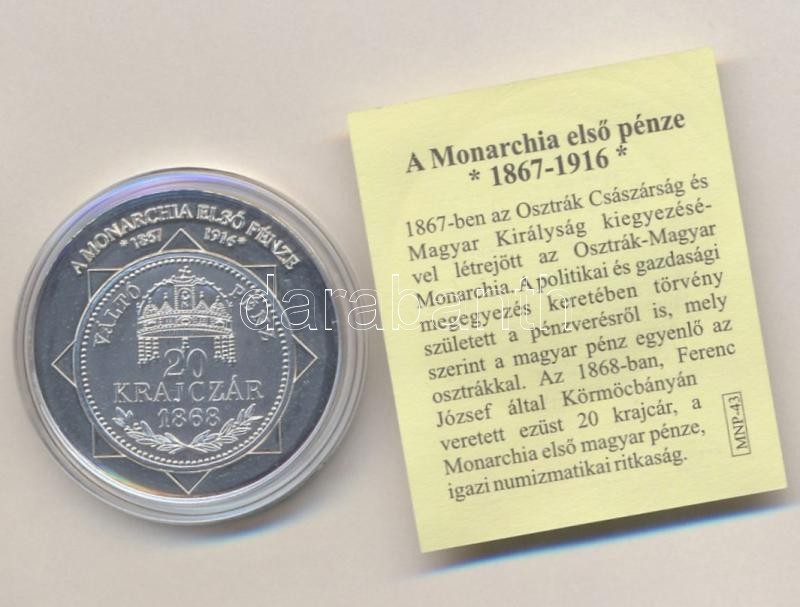 A MONARCHIA ELSŐ PÉNZE
*1867 1916*
VÁLTÓ PÉNZ
20
KRAJCZÁR
1868
A Monarchia első pénze
* 1867-1916 *
1867-ben az Osztrák Császárság és
Magyar Királyság kiegyezésé-
vel létrejött az Osztrák-Magyar
Monarchia. A politikai és gazdasági
megegyezés keretében törvény
született a pénzverésről is, mely
szerint a magyar pénz egyenlő az
osztrákkal. Az 1868-ban, Ferenc
József által Körmöcbányán
veretett ezüst 20 krajcár, a
Monarchia első magyar pénze,
igazi numizmatikai ritkaság.
MNP-43
darabanth